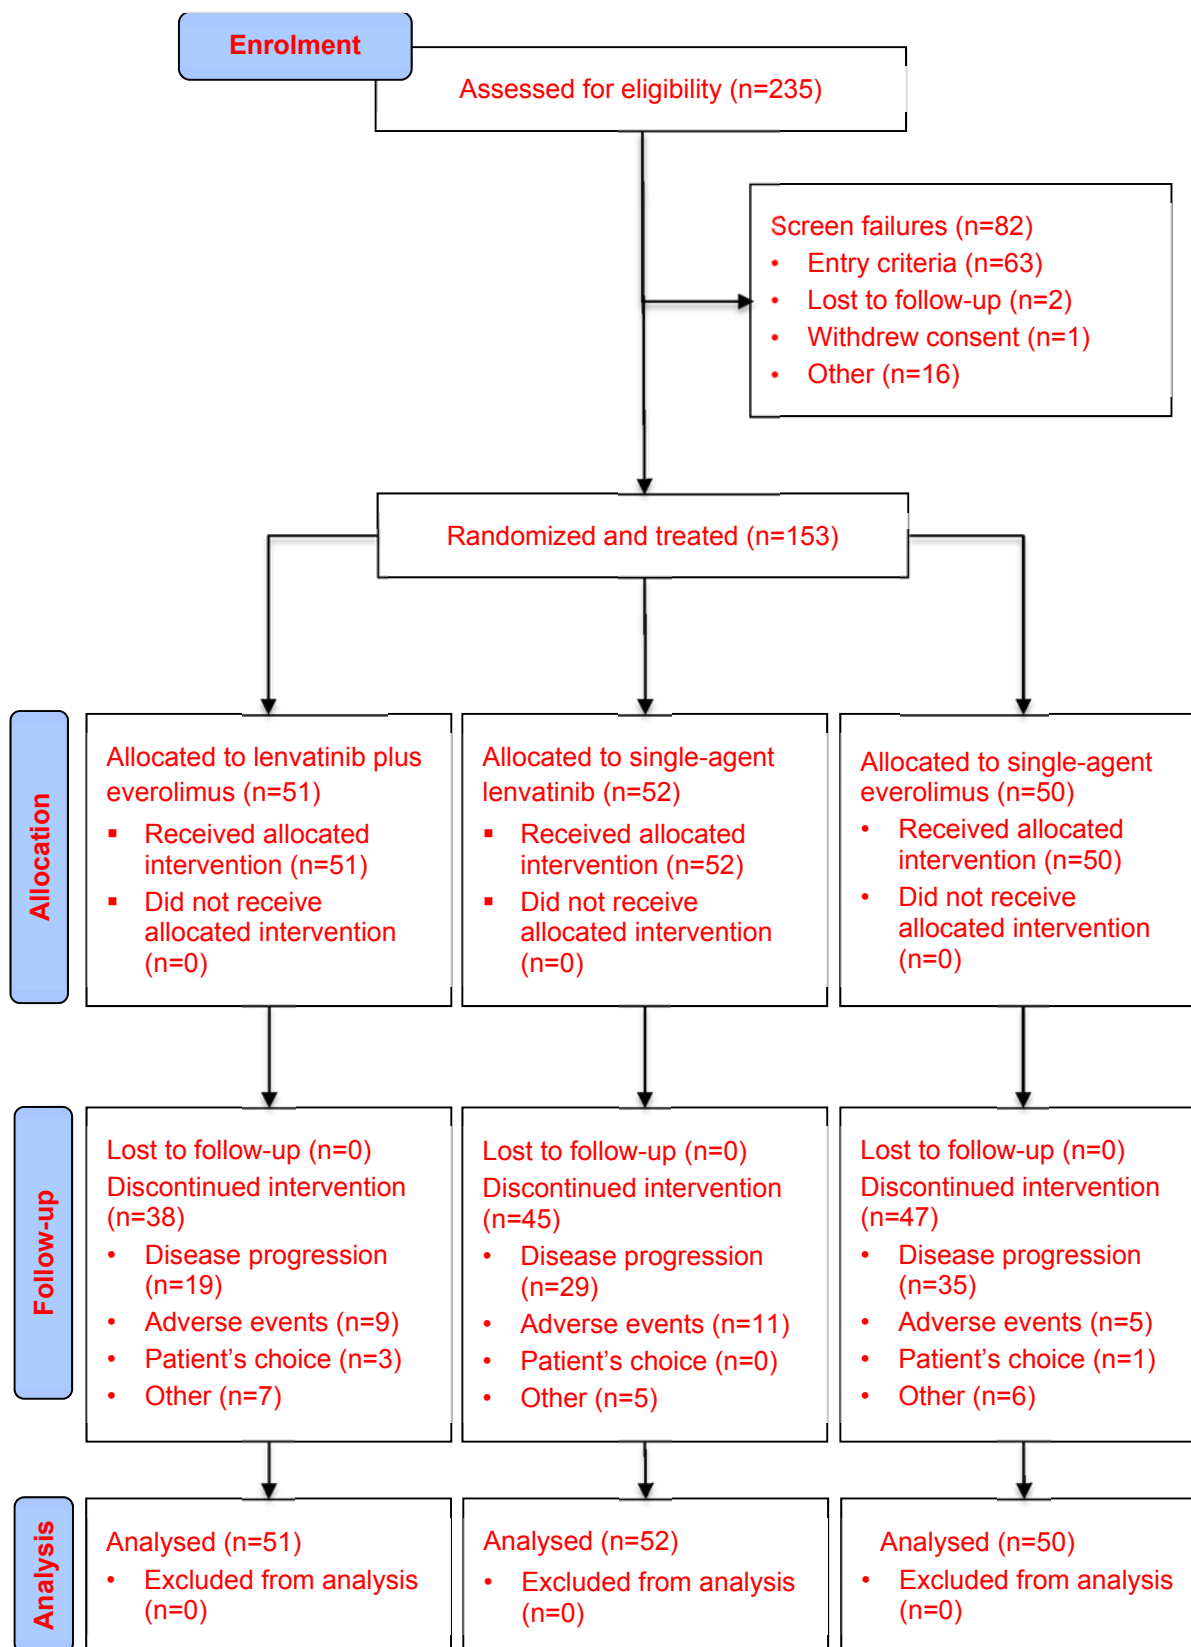 Enrolment
Assessed for eligibility (n=235)
Screen failures (n=82)
• Entry criteria (n=63)
• Lost to follow-up (n=2)
• Withdrew consent (n=1)
• Other (n=16)
Randomized and treated (n=153)
Allocation
Allocated to lenvatinib plus
everolimus (n=51)
▪ Received allocated
intervention (n=51)
▪ Did not receive
allocated intervention
(n=0)
Allocated to single-agent
lenvatinib (n=52)
▪ Received allocated
intervention (n=52)
▪ Did not receive
allocated intervention
(n=0)
Allocated to single-agent
everolimus (n=50)
• Received allocated
intervention (n=50)
• Did not receive
allocated intervention
(n=0)
Follow-up
Lost to follow-up (n=0)
Discontinued intervention
(n=38)
• Disease progression
(n=19)
• Adverse events (n=9)
• Patient’s choice (n=3)
• Other (n=7)
Lost to follow-up (n=0)
Discontinued intervention
(n=45)
• Disease progression
(n=29)
• Adverse events (n=11)
• Patient’s choice (n=0)
• Other (n=5)
Lost to follow-up (n=0)
Discontinued intervention
(n=47)
• Disease progression
(n=35)
• Adverse events (n=5)
• Patient’s choice (n=1)
• Other (n=6)
Analysis
Analysed (n=51)
• Excluded from analysis
(n=0)
Analysed (n=52)
• Excluded from analysis
(n=0)
Analysed (n=50)
• Excluded from analysis
(n=0)